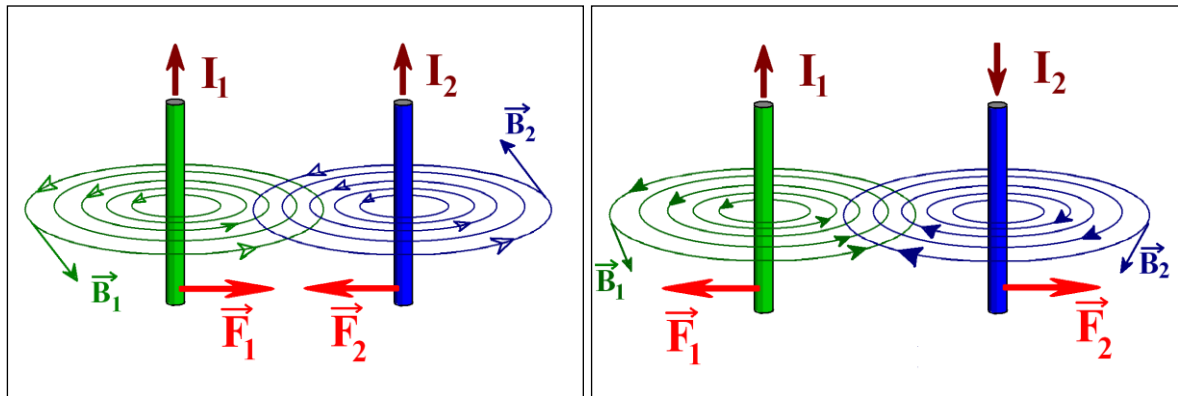 I₁ I₂
B⃗₂
B⃗₁
F⃗₁ F⃗₂
I₁ I₂
B⃗₁ B⃗₂
F⃗₁ F⃗₂